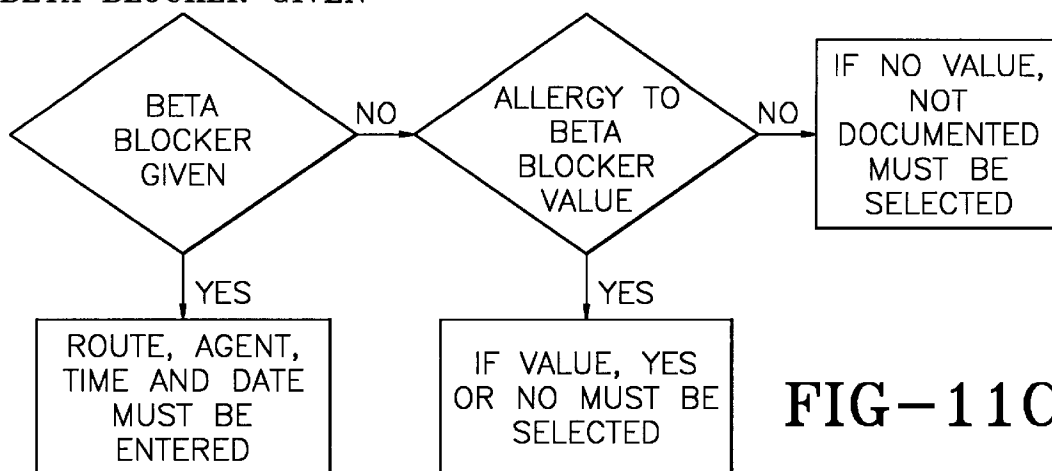 BETA BLOCKER GIVEN
BETA
BLOCKER
GIVEN
NO
ALLERGY TO
BETA
BLOCKER
VALUE
NO
IF NO VALUE,
NOT
DOCUMENTED
MUST BE
SELECTED
YES
YES
ROUTE, AGENT,
TIME AND DATE
MUST BE
ENTERED
IF VALUE, YES
OR NO MUST BE
SELECTED
FIG-11C